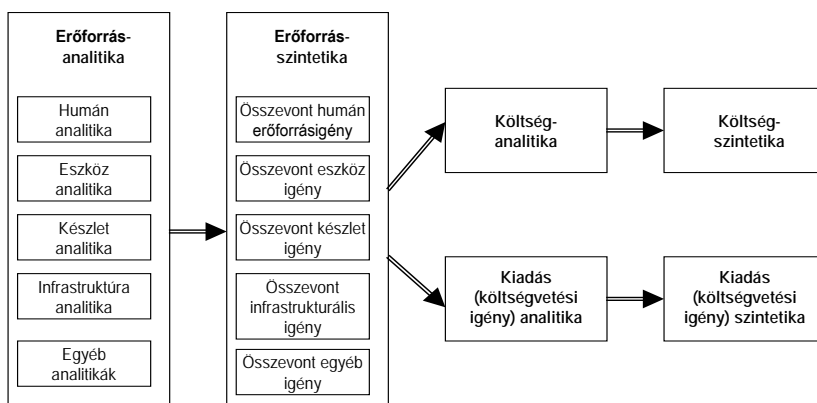 Erőforrás-
analitika
Humán
analitika
Eszköz
analitika
Készlet
analitika
Infrastruktúra
analitika
Egyéb
analitikák
Erőforrás-
szintetika
Összevont humán
erőforrásigény
Összevont eszköz
igény
Összevont készlet
igény
Összevont
infrastrukturális
igény
Összevont egyéb
igény
Költség-
analitika
Költség-
szintetika
Kiadás
(költségvetési
igény) analitika
Kiadás
(költségvetési
igény) szintetika